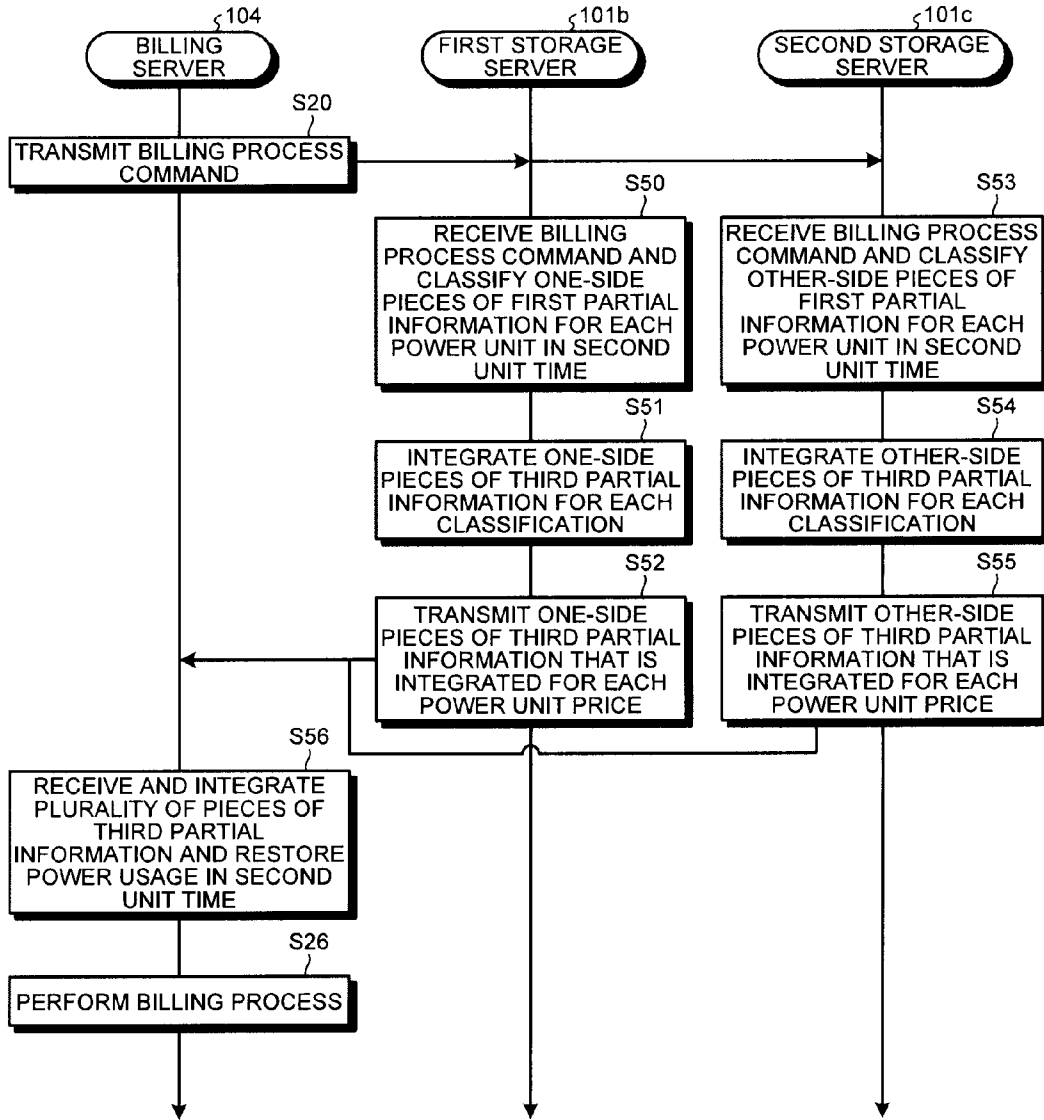 104
101b
101c
BILLING
SERVER
FIRST STORAGE
SERVER
SECOND STORAGE
SERVER
S20
TRANSMIT BILLING PROCESS
COMMAND
S50
RECEIVE BILLING
PROCESS COMMAND AND
CLASSIFY ONE-SIDE
PIECES OF FIRST PARTIAL
INFORMATION FOR EACH
POWER UNIT IN SECOND
UNIT TIME
S53
RECEIVE BILLING PROCESS
COMMAND AND CLASSIFY
OTHER-SIDE PIECES OF
FIRST PARTIAL
INFORMATION FOR EACH
POWER UNIT IN SECOND
UNIT TIME
S51
INTEGRATE ONE-SIDE
PIECES OF THIRD PARTIAL
INFORMATION FOR EACH
CLASSIFICATION
S54
INTEGRATE OTHER-SIDE
PIECES OF THIRD PARTIAL
INFORMATION FOR EACH
CLASSIFICATION
S52
TRANSMIT ONE-SIDE
PIECES OF THIRD PARTIAL
INFORMATION THAT IS
INTEGRATED FOR EACH
POWER UNIT PRICE
S55
TRANSMIT OTHER-SIDE
PIECES OF THIRD PARTIAL
INFORMATION THAT IS
INTEGRATED FOR EACH
POWER UNIT PRICE
S56
RECEIVE AND INTEGRATE
PLURALITY OF PIECES OF
THIRD PARTIAL
INFORMATION AND RESTORE
POWER USAGE IN SECOND
UNIT TIME
S26
PERFORM BILLING PROCESS